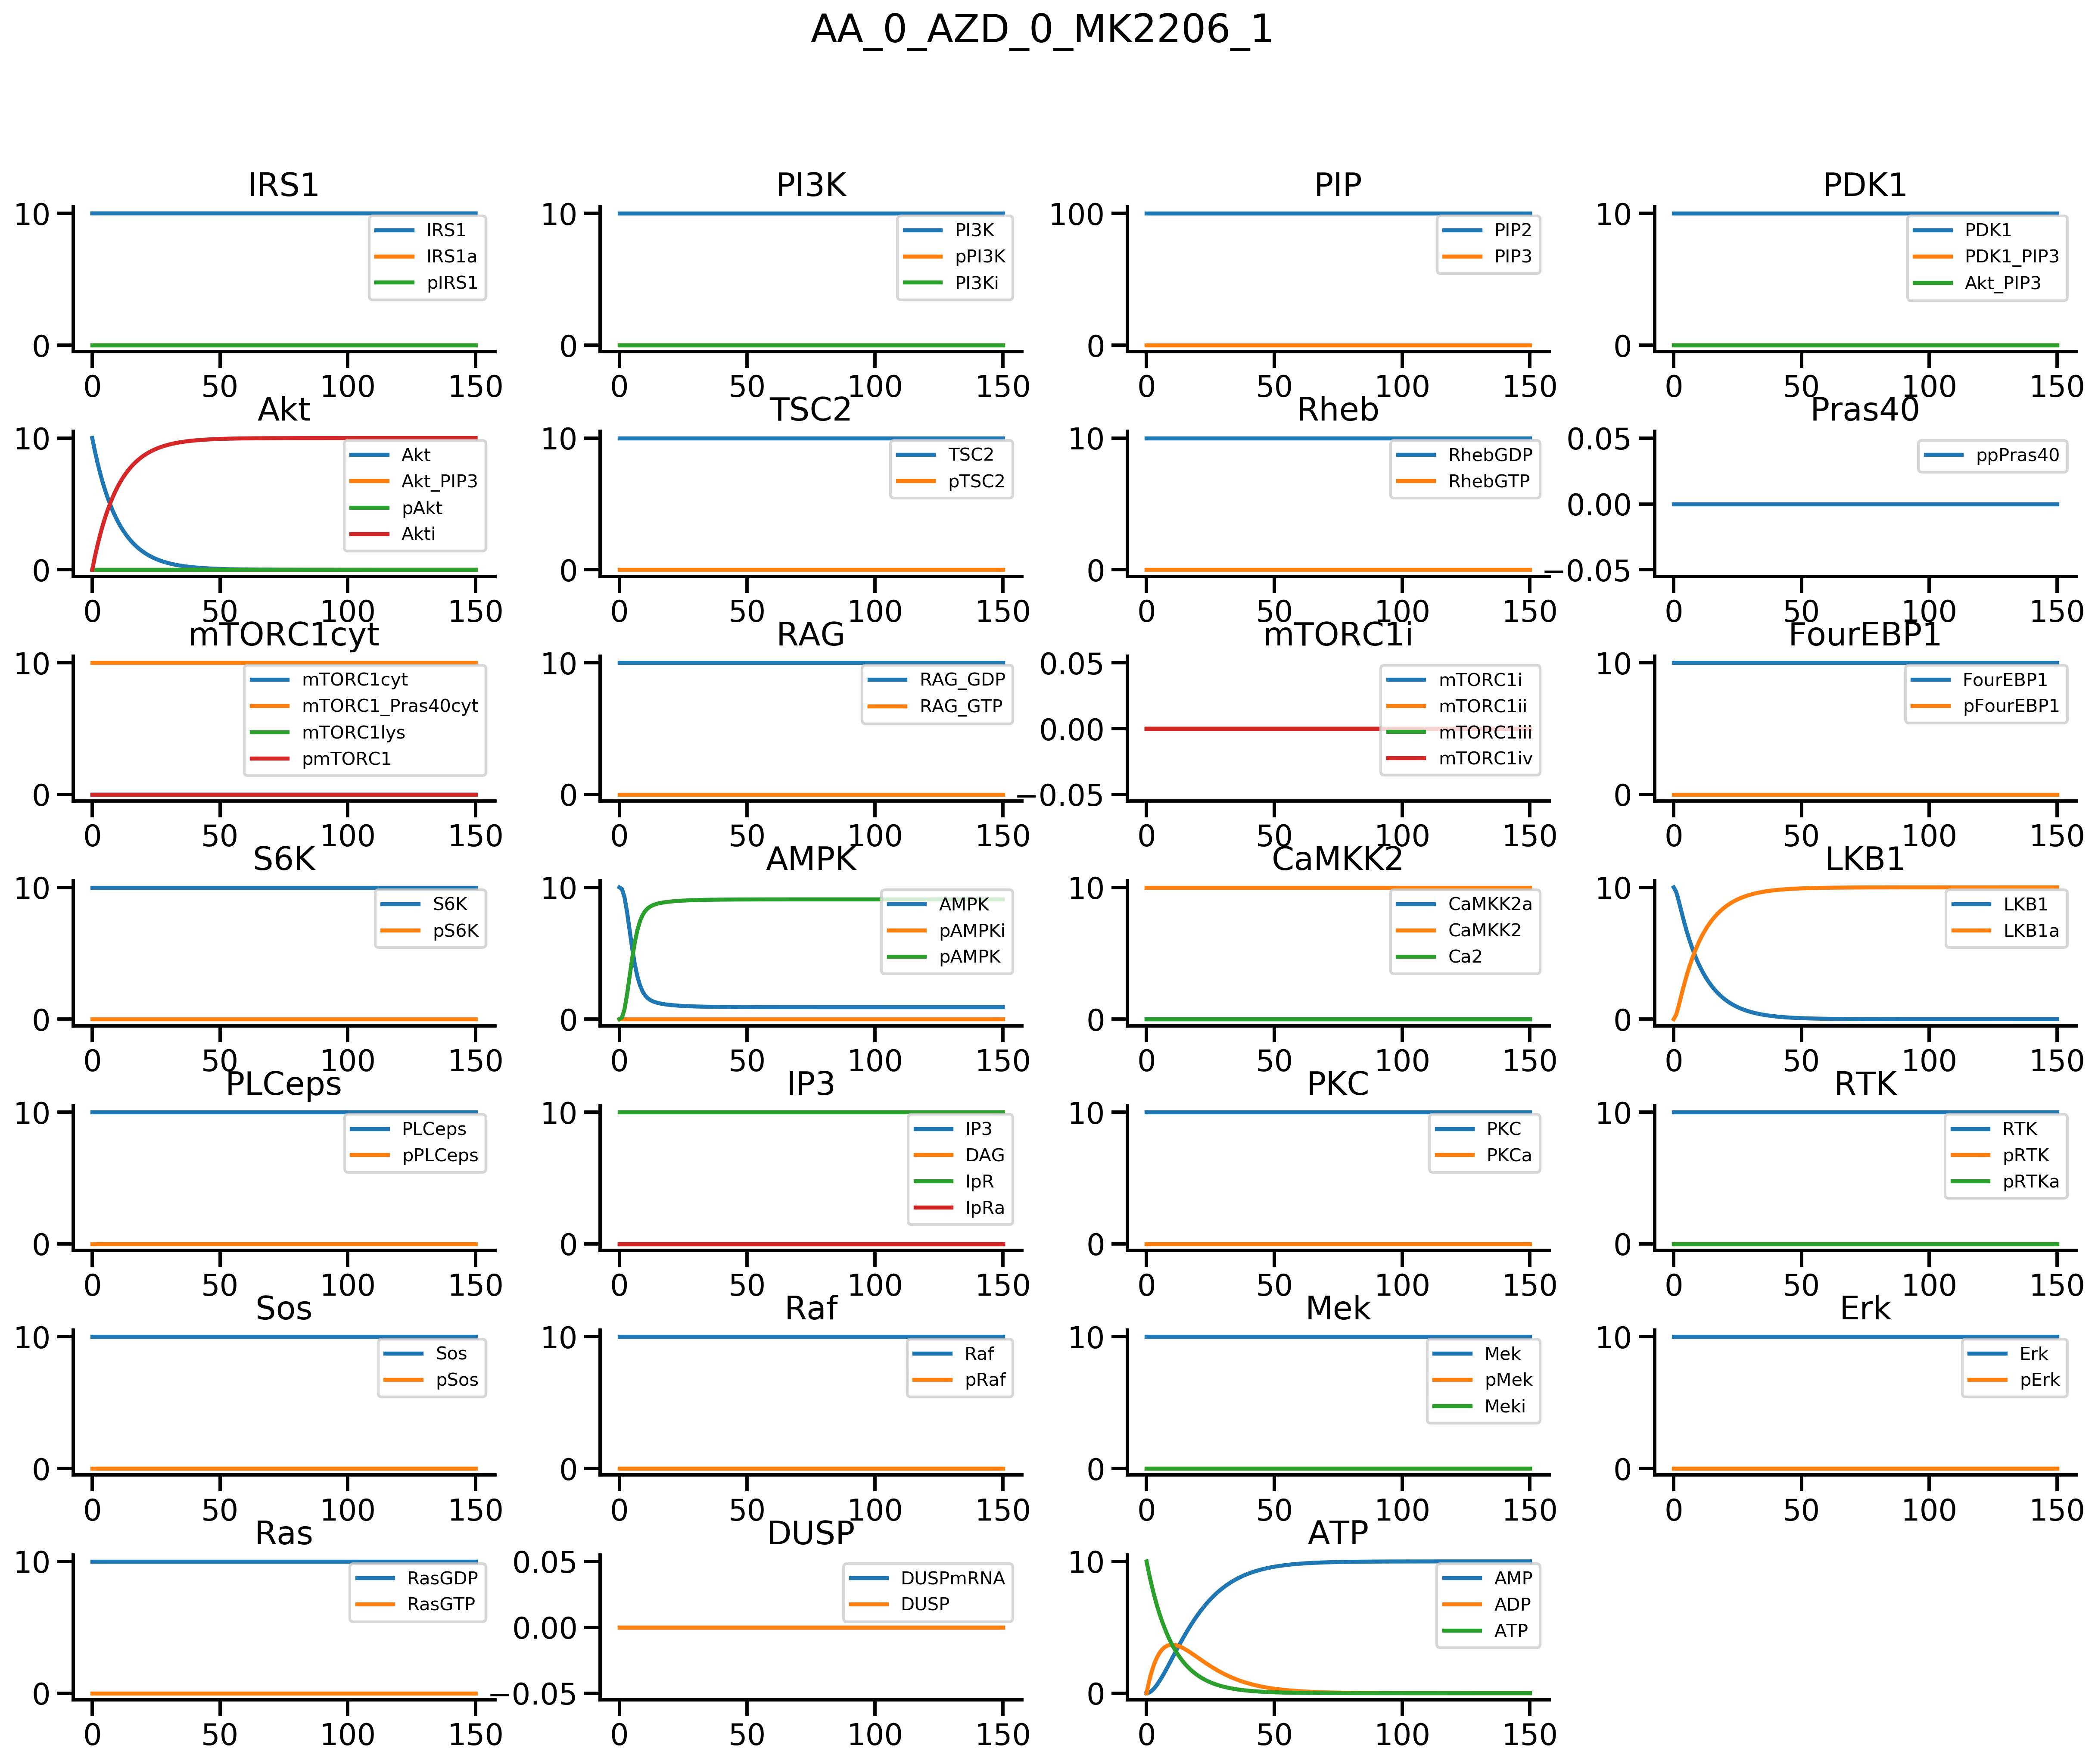 AA_0_AZD_0_MK2206_1
IRS1
10
0
0 50 100 150
IRS1
IRS1a
pIRS1
PI3K
10
0
0 50 100 150
PI3K
pPI3K
PI3Ki
PIP
100
0
0 50 100 150
PIP2
PIP3
PDK1
10
0
0 50 100 150
PDK1
PDK1_PIP3
Akt_PIP3
Akt
10
0
0 50 100 150
Akt
Akt_PIP3
pAkt
Akti
TSC2
10
0
0 50 100 150
TSC2
pTSC2
Rheb
10
0
0 50 100 150
RhebGDP
RhebGTP
Pras40
0.05
0.00
−0.05
0 50 100 150
ppPras40
mTORC1cyt
10
0
0 50 100 150
mTORC1cyt
mTORC1_Pras40cyt
mTORC1lys
pmTORC1
RAG
10
0
0 50 100 150
RAG_GDP
RAG_GTP
mTORC1i
0.05
0.00
−0.05
0 50 100 150
mTORC1i
mTORC1ii
mTORC1iii
mTORC1iv
FourEBP1
10
0
0 50 100 150
FourEBP1
pFourEBP1
S6K
10
0
0 50 100 150
S6K
pS6K
AMPK
10
0
0 50 100 150
AMPK
pAMPKi
pAMPK
CaMKK2
10
0
0 50 100 150
CaMKK2a
CaMKK2
Ca2
LKB1
10
0
0 50 100 150
LKB1
LKB1a
PLCeps
10
0
0 50 100 150
PLCeps
pPLCeps
IP3
10
0
0 50 100 150
IP3
DAG
IpR
IpRa
PKC
10
0
0 50 100 150
PKC
PKCa
RTK
10
0
0 50 100 150
RTK
pRTK
pRTKa
Sos
10
0
0 50 100 150
Sos
pSos
Raf
10
0
0 50 100 150
Raf
pRaf
Mek
10
0
0 50 100 150
Mek
pMek
Meki
Erk
10
0
0 50 100 150
Erk
pErk
Ras
10
0
0 50 100 150
RasGDP
RasGTP
DUSP
0.05
0.00
−0.05
0 50 100 150
DUSPmRNA
DUSP
ATP
10
0
0 50 100 150
AMP
ADP
ATP